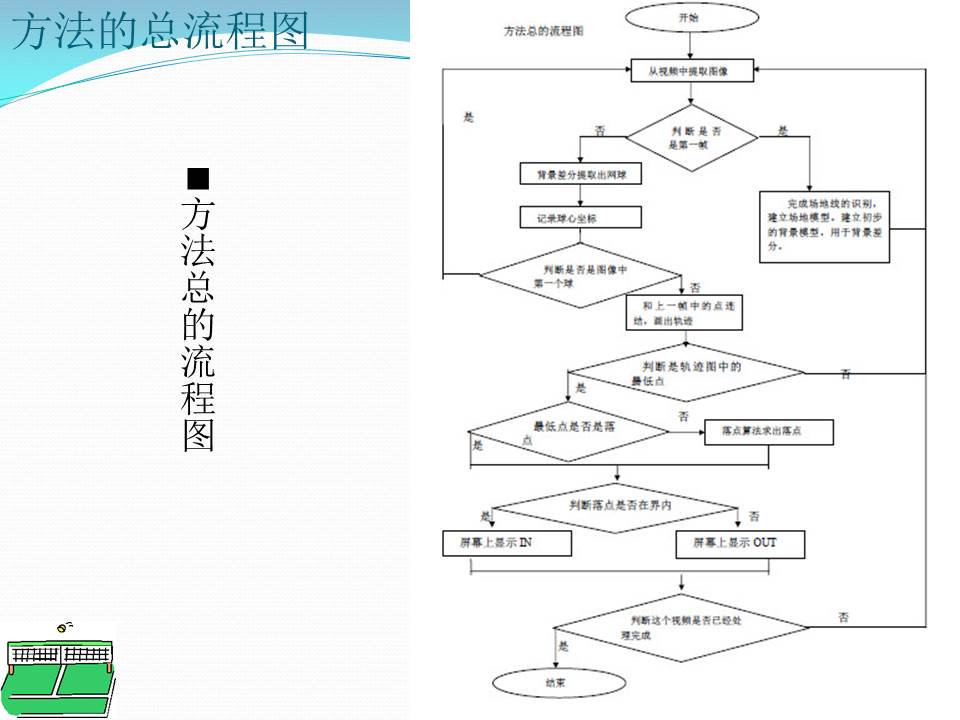 方法的总流程图
■方法总的流程图
方法总的流程图
开始
从视频中提取图像
判断是否
是第一帧
否
是
是
背景差分提取出网球
记录球心坐标
完成场地线的识别，
建立场地模型。建立初步
的背景模型，用于背景差
分。
判断是否是图像中
第一个球
否
和上一帧中的点连
结，画出轨迹
判断是轨迹图中的
最低点
否
是
最低点是否是落
点
否
是
落点算法求出落点
判断落点是否在界内
是
否
屏幕上显示 IN
屏幕上显示 OUT
判断这个视频是否已经处
理完成
否
是
结束